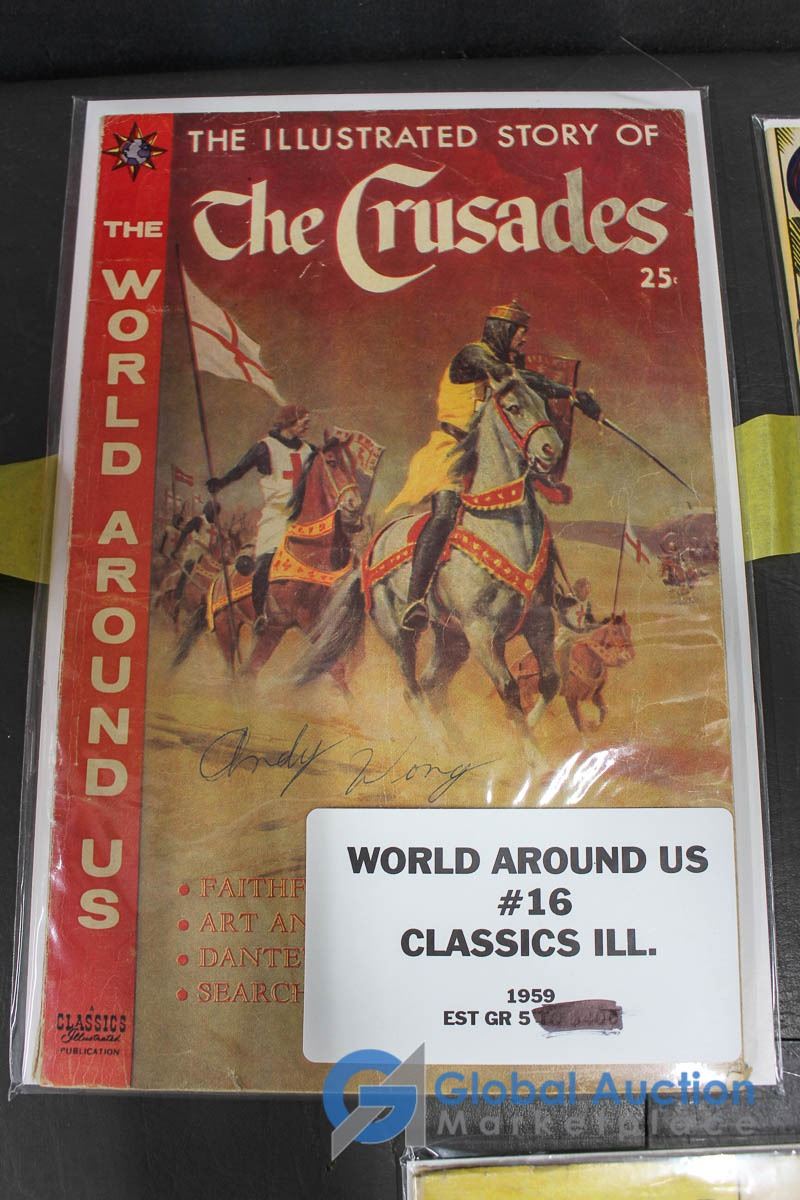 THE ILLUSTRATED STORY OF
The Crusades
25¢
THE WORLD AROUND US
Andy Wong
• FAITHF
• ART AN
• DANTE
• SEARCH
A
CLASSICS
Illustrated
PUBLICATION
WORLD AROUND US
#16
CLASSICS ILL.
1959
EST GR 5
Global Auction
Marketplace